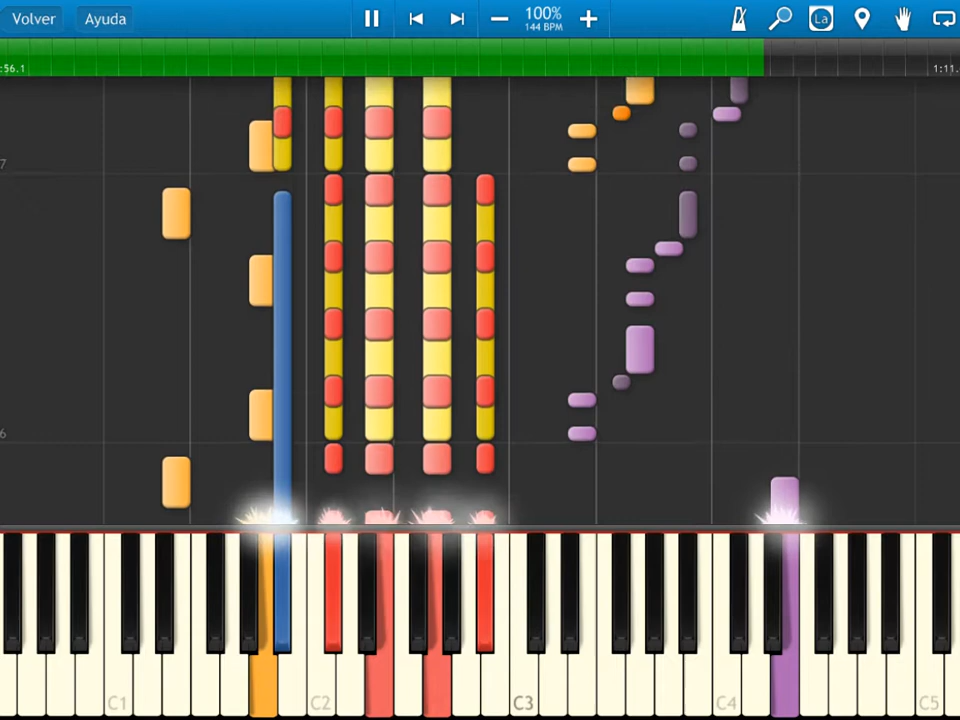 Volver
Ayuda
100%
144 BPM
La
:56.1
1:11.
7
6
C1
C2
C3
C4
C5